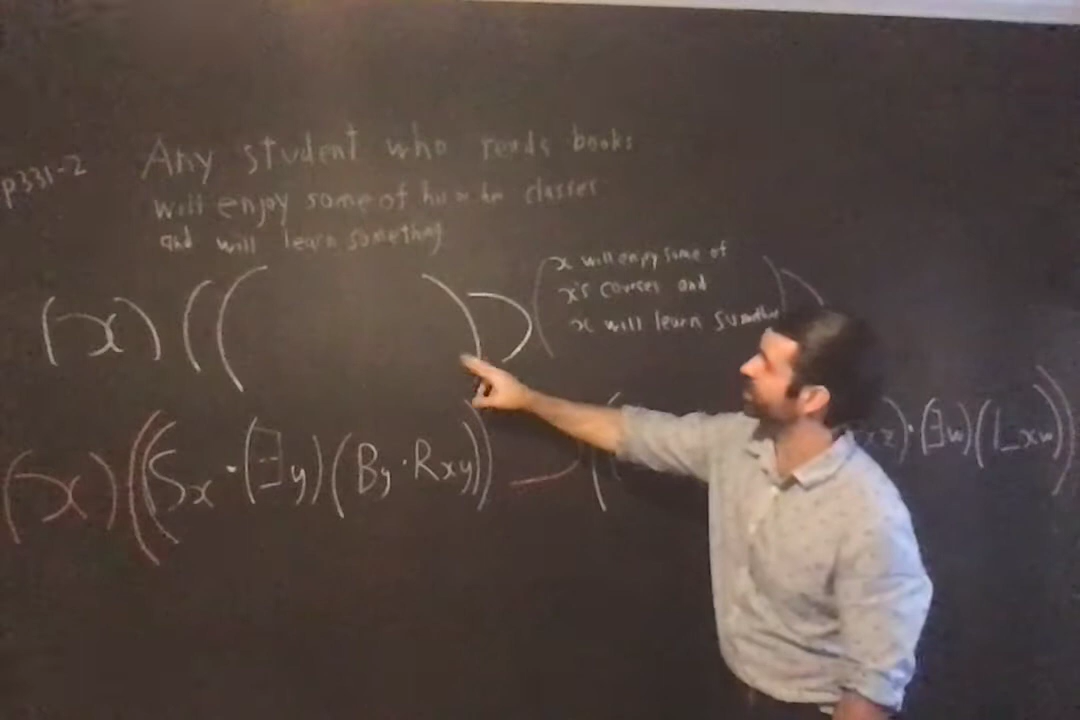 p331-2
Any student who reads books
will enjoy some of his or her classes
and will learn something
(x) (( ) ⊃ ( x will enjoy some of
x's courses and
x will learn something ))
(x) ((Sx · (∃y)(By · Rxy)) ⊃ (( xz) · (∃w)(Lxw))